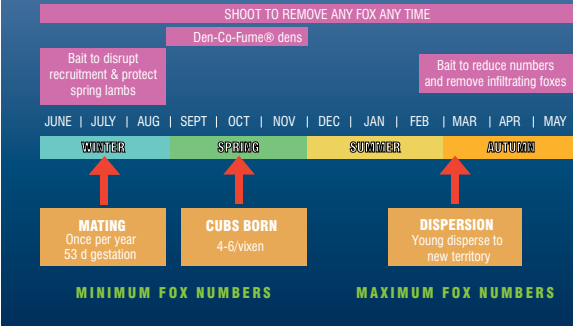 SHOOT TO REMOVE ANY FOX ANY TIME
Den-Co-Fume® dens
Bait to disrupt
recruitment & protect
spring lambs
Bait to reduce numbers
and remove infiltrating foxes
JUNE | JULY | AUG | SEPT | OCT | NOV | DEC | JAN | FEB | MAR | APR | MAY
WINTER SPRING SUMMER AUTUMN
MATING
Once per year
53 d gestation
CUBS BORN
4-6/vixen
DISPERSION
Young disperse to
new territory
MINIMUM FOX NUMBERS
MAXIMUM FOX NUMBERS